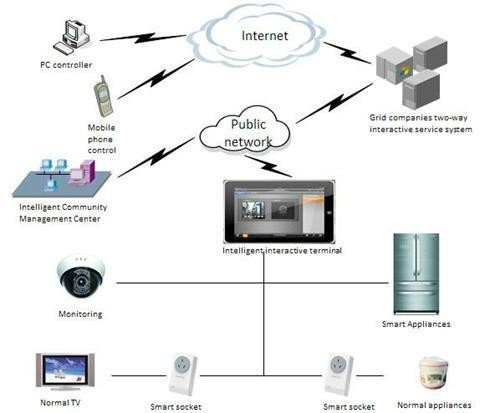 Internet
PC controller
Grid companies two-way
interactive service system
Mobile
phone
control
Public
network
Intelligent Community
Management Center
Intelligent interactive terminal
Monitoring
Smart Appliances
Normal TV
Smart socket
Smart socket
Normal appliances